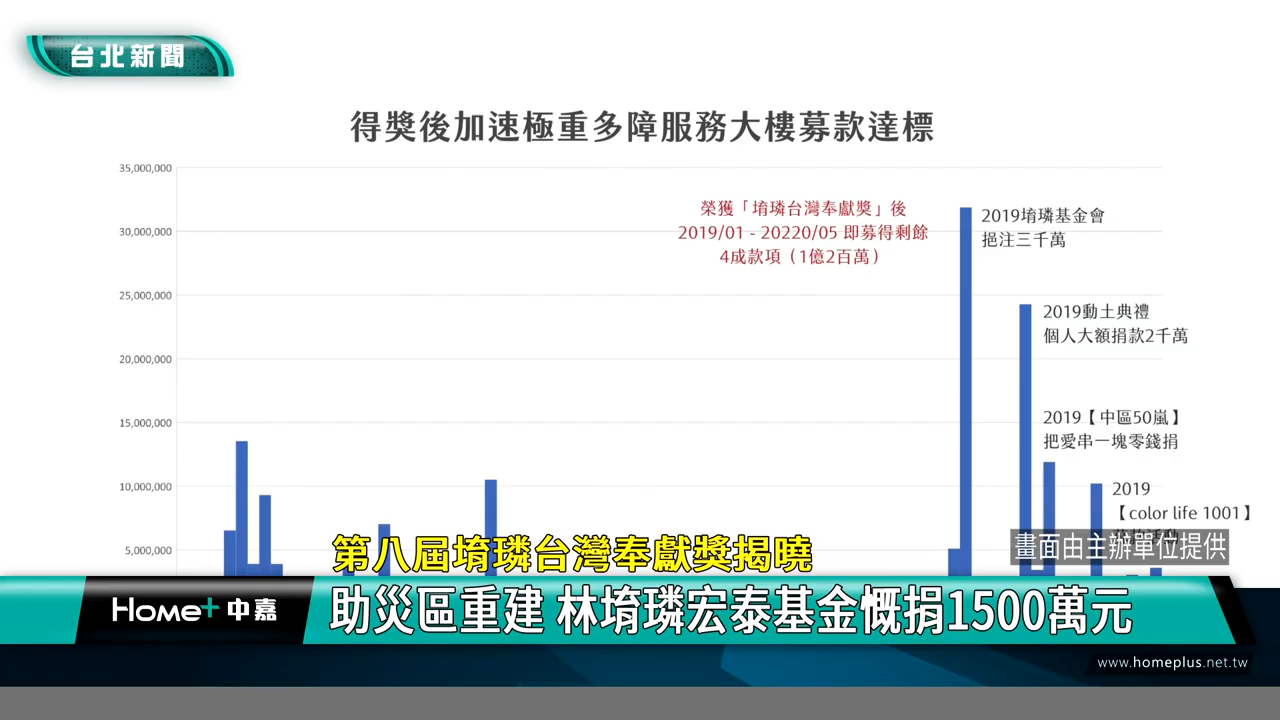 台北新聞
得獎後加速極重多障服務大樓募款達標
35,000,000
30,000,000
25,000,000
20,000,000
15,000,000
10,000,000
5,000,000
榮獲「堉璘台灣奉獻獎」後
2019/01 - 20220/05 即募得剩餘
4成款項（1億2百萬）
2019堉璘基金會
挹注三千萬
2019動土典禮
個人大額捐款2千萬
2019【中區50嵐】
把愛串一塊零錢捐
2019
【color life 1001】
畫面由主辦單位提供
第八屆堉璘台灣奉獻獎揭曉
Home+ 中嘉
助災區重建 林堉璘宏泰基金慨捐1500萬元
www.homeplus.net.tw